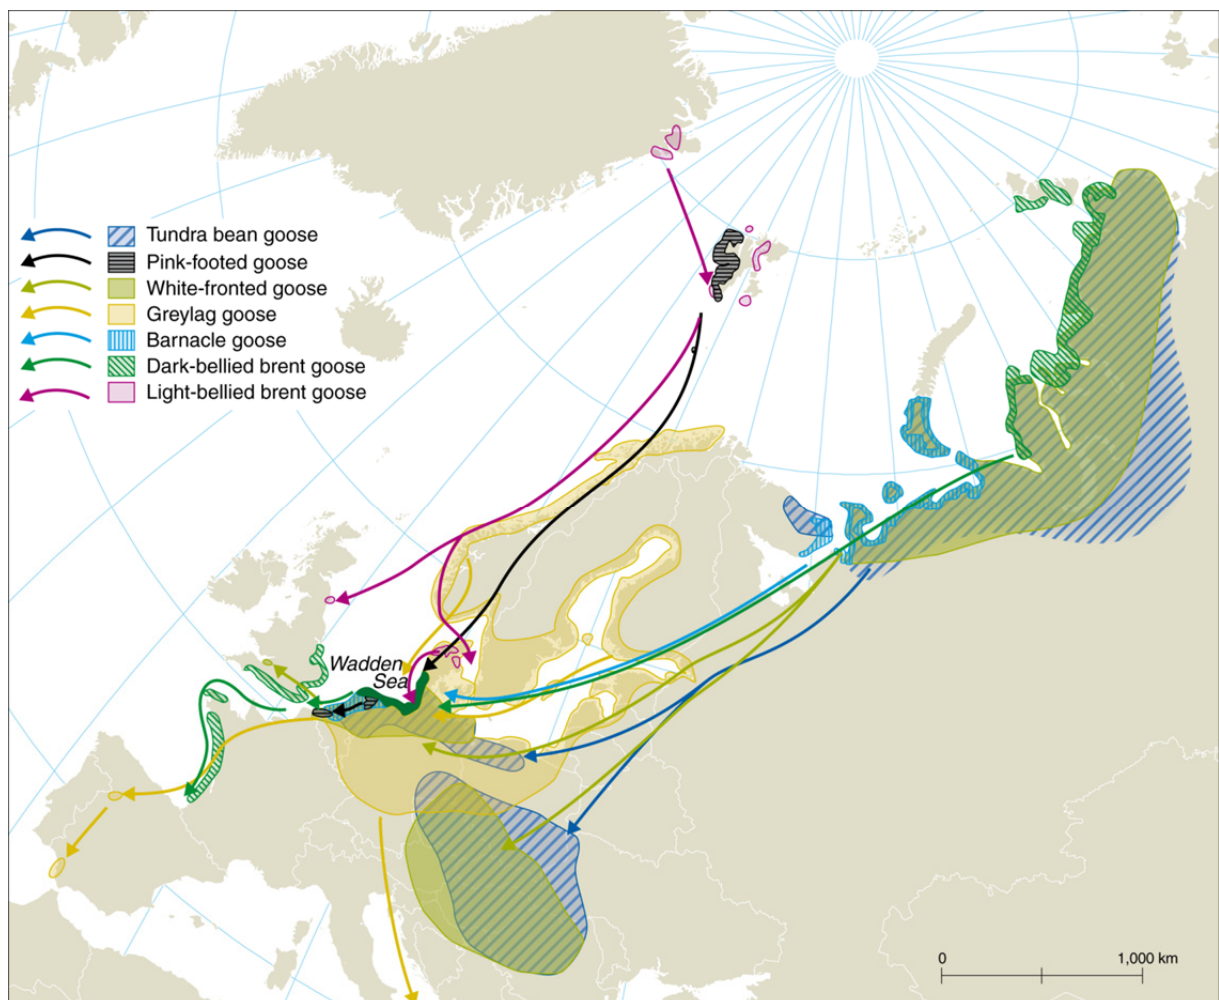 Tundra bean goose
Pink-footed goose
White-fronted goose
Greylag goose
Barnacle goose
Dark-bellied brent goose
Light-bellied brent goose
Wadden
Sea
0
1,000 km